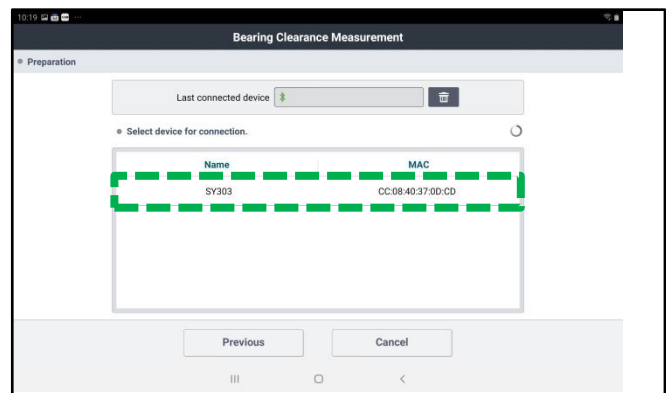 10:19
Bearing Clearance Measurement
Preparation
Last connected device
Select device for connection.
Name MAC
SY303 CC:08:40:37:0D:CD
Previous Cancel